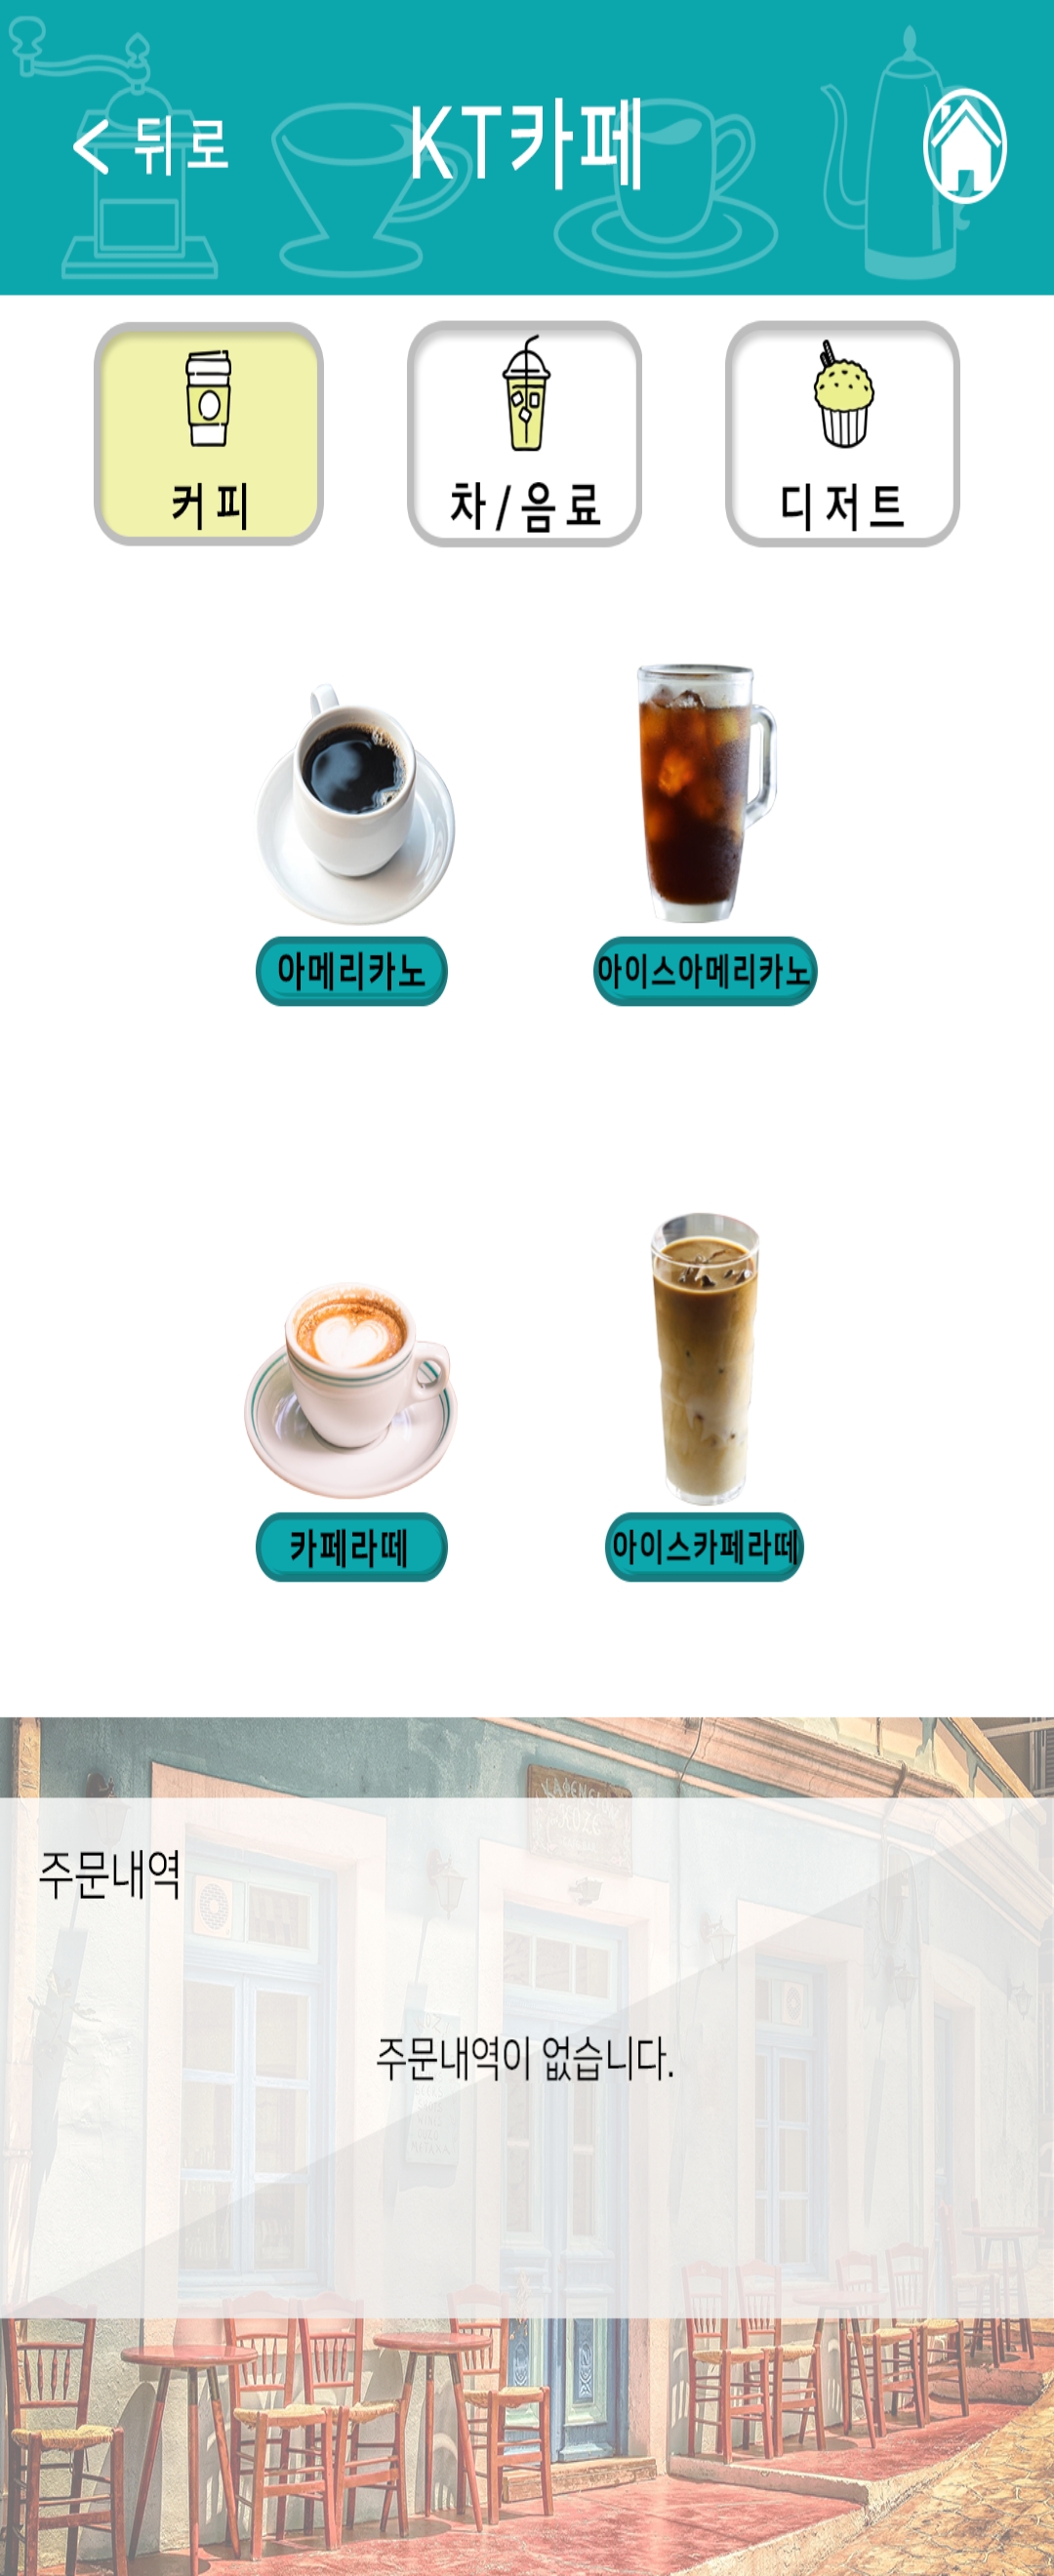 뒤로
KT카페
커피
차/음료
디저트
아메리카노
아이스아메리카노
카페라떼
아이스카페라떼
주문내역
주문내역이 없습니다.